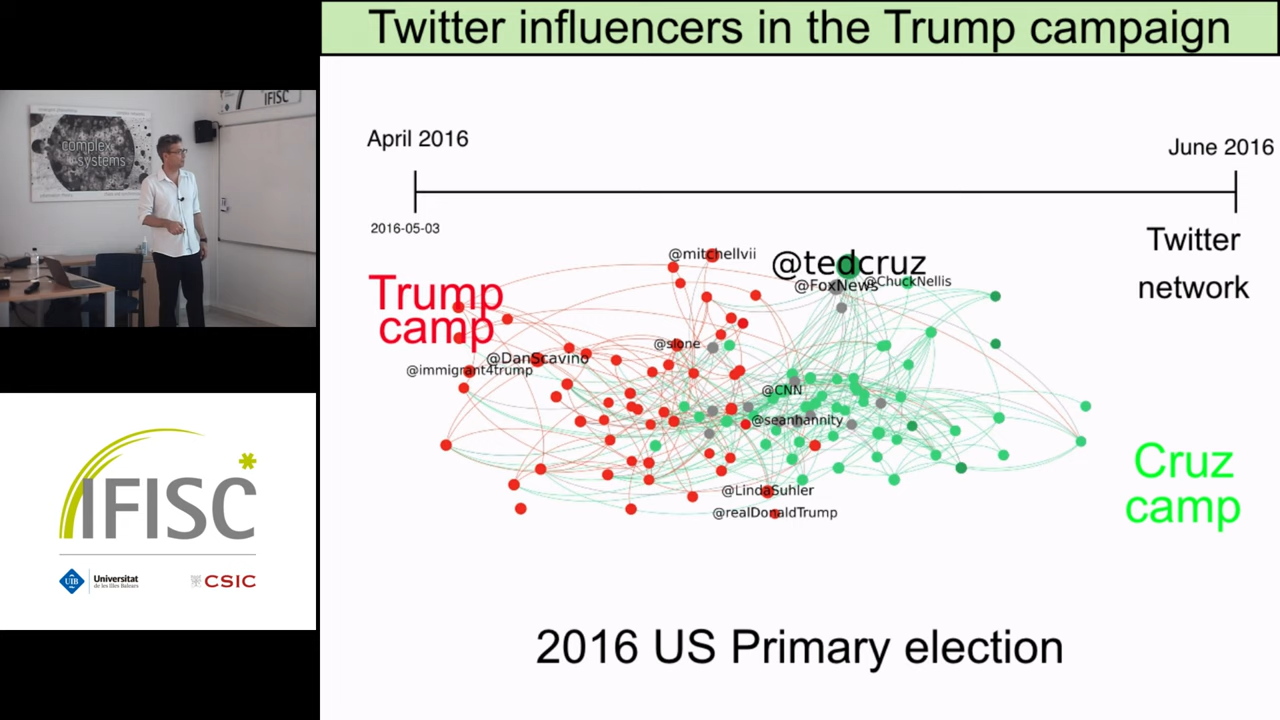 Twitter influencers in the Trump campaign
April 2016
June 2016
2016-05-03
Twitter
network
@mitchellvii
@tedcruz
@FoxNews
@ChuckNellis
Trump
camp
@slone
@DanScavino
@immigrant4trump
@CNN
@seanhannity
Cruz
camp
@LindaSuhler
@realDonaldTrump
2016 US Primary election
IFISC
complex
systems
IFISC
UIB
Universitat
de les Illes Balears
CSIC